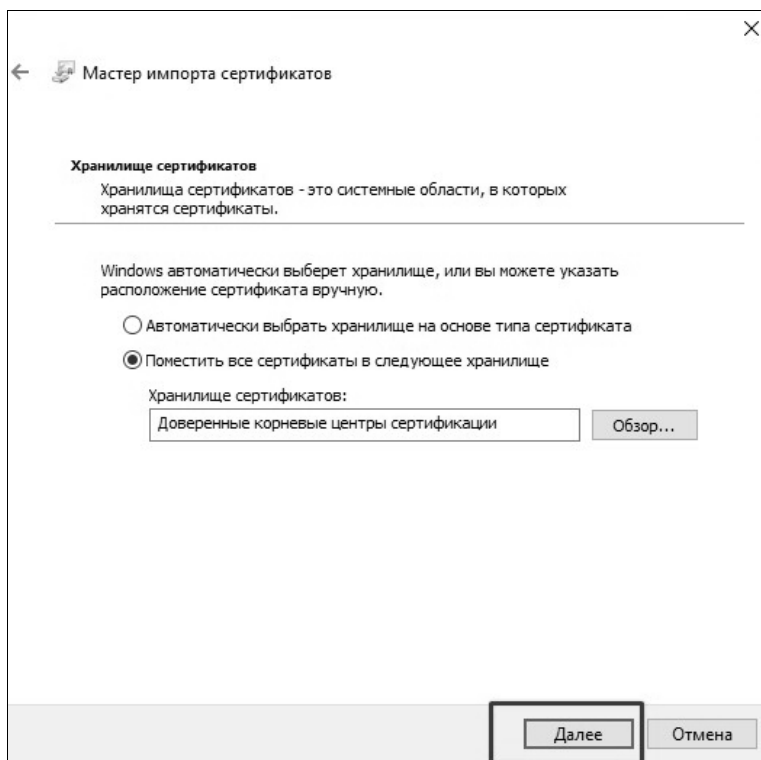 Мастер импорта сертификатов
Хранилище сертификатов
Хранилища сертификатов - это системные области, в которых
хранятся сертификаты.
Windows автоматически выберет хранилище, или вы можете указать
расположение сертификата вручную.
Автоматически выбрать хранилище на основе типа сертификата
Поместить все сертификаты в следующее хранилище
Хранилище сертификатов:
Доверенные корневые центры сертификации
Обзор...
Далее
Отмена